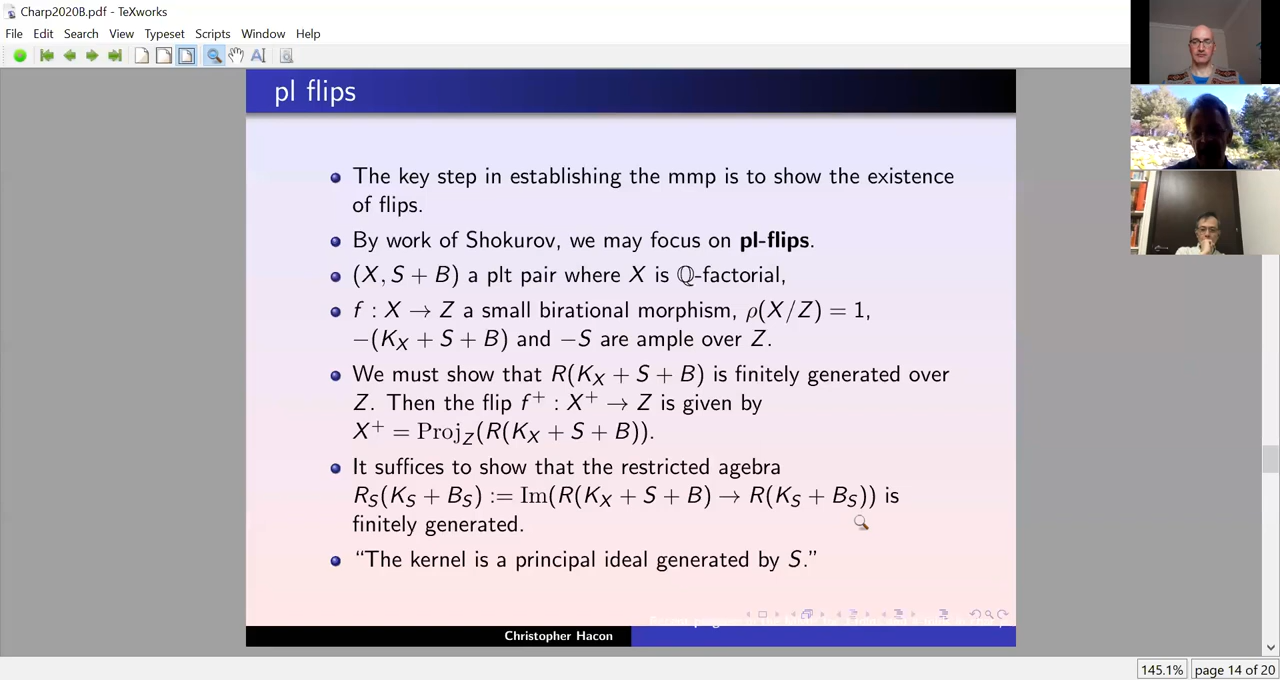 Charp2020B.pdf - TeXworks
File Edit Search View Typeset Scripts Window Help
pl flips
The key step in establishing the mmp is to show the existence
of flips.
By work of Shokurov, we may focus on pl-flips.
(X, S + B) a plt pair where X is ℚ-factorial,
f : X → Z a small birational morphism, ρ(X/Z) = 1,
−(K_X + S + B) and −S are ample over Z.
We must show that R(K_X + S + B) is finitely generated over
Z. Then the flip f⁺ : X⁺ → Z is given by
X⁺ = Proj_Z(R(K_X + S + B)).
It suffices to show that the restricted agebra
R_S(K_S + B_S) := Im(R(K_X + S + B) → R(K_S + B_S)) is
finitely generated.
“The kernel is a principal ideal generated by S.”
Christopher Hacon
145.1% page 14 of 20